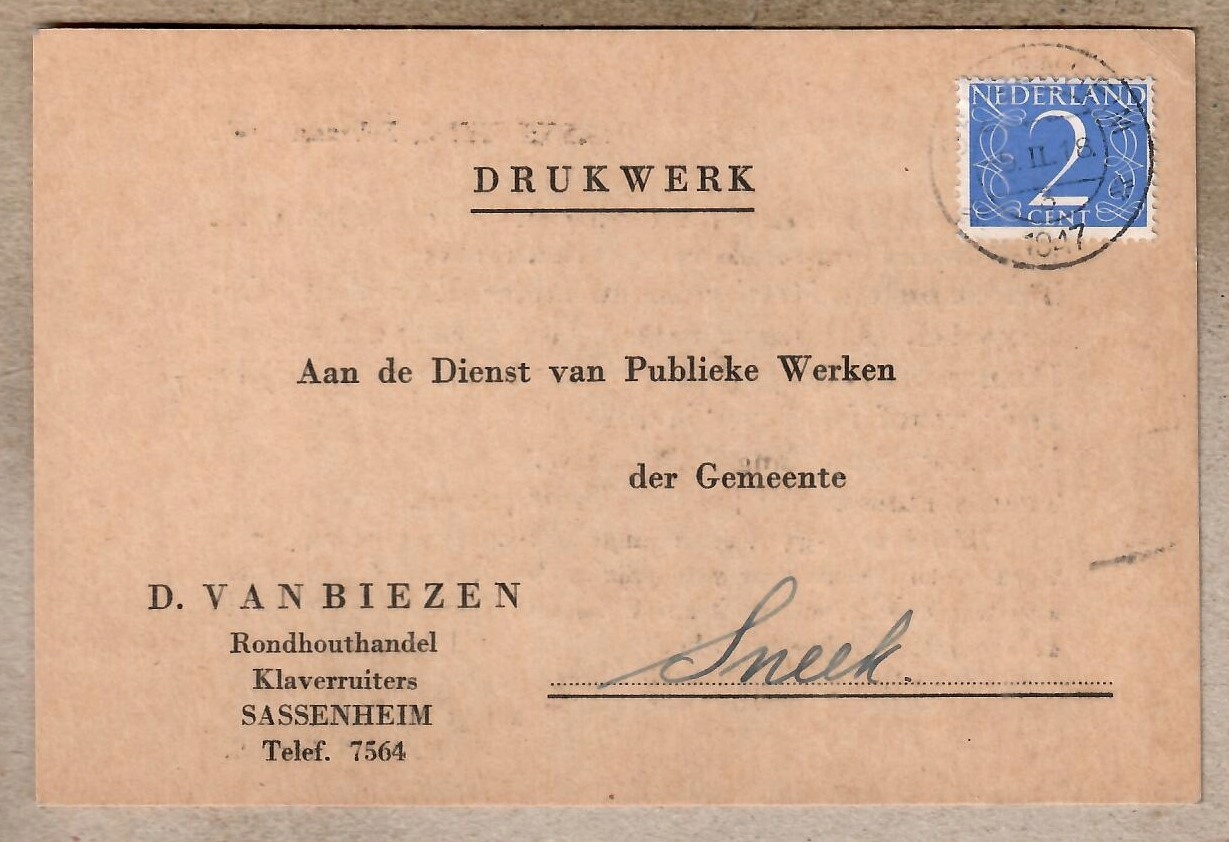 NEDERLAND
2
CENT
1947
DRUKWERK
Aan de Dienst van Publieke Werken
der Gemeente
Sneek.
D. VAN BIEZEN
Rondhouthandel
Klaverruiters
SASSENHEIM
Telef. 7564